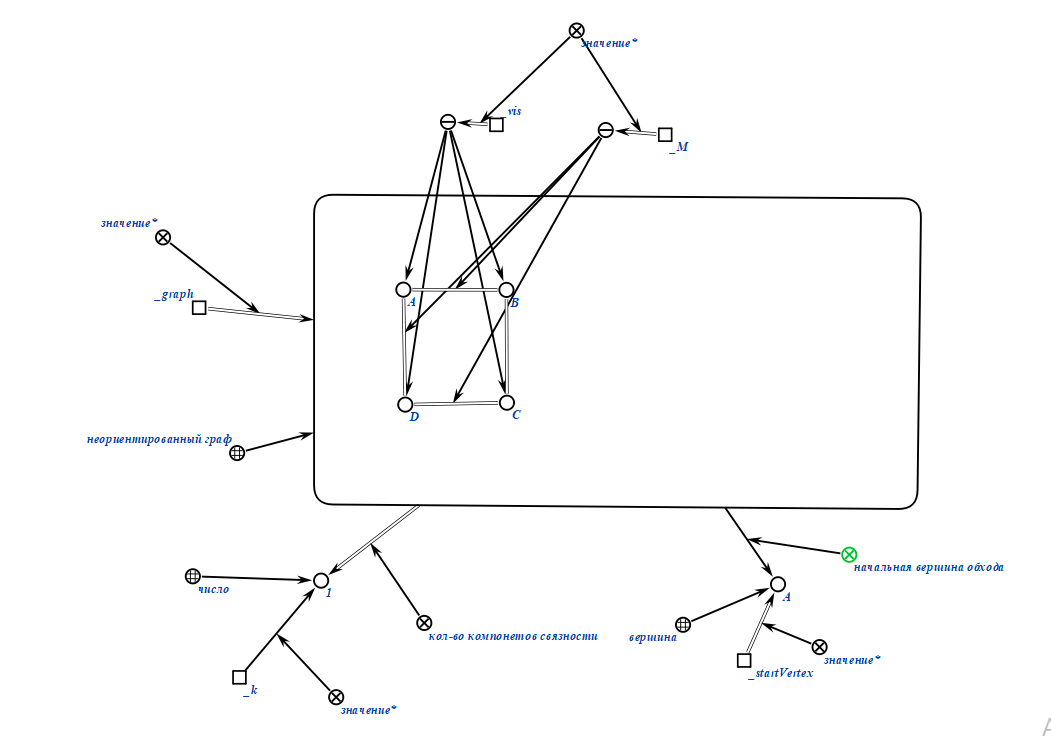 значение*
_vis
_M
значение*
_graph
A
B
D
C
неориентированный граф
число
1
кол-во компонетов связности
_k
значение*
начальная вершина обхода
A
вершина
значение*
_startVertex
A